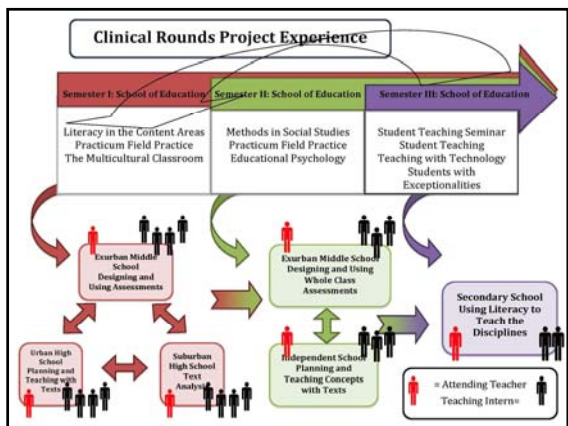 Clinical Rounds Project Experience
Semester I: School of Education
Semester II: School of Education
Semester III: School of Education
Literacy in the Content Areas
Practicum Field Practice
The Multicultural Classroom
Methods in Social Studies
Practicum Field Practice
Educational Psychology
Student Teaching Seminar
Student Teaching
Teaching with Technology
Students with
Exceptionalities
Exurban Middle
School
Designing and
Using Assessments
Exurban Middle School
Designing and Using
Whole Class
Assessments
Secondary School
Using Literacy to
Teach the
Disciplines
Urban High
School
Planning and
Teaching with
Texts
Suburban
High School
Text
Analysis
Independent School
Planning and
Teaching Concepts
with Texts
= Attending Teacher
Teaching Intern=